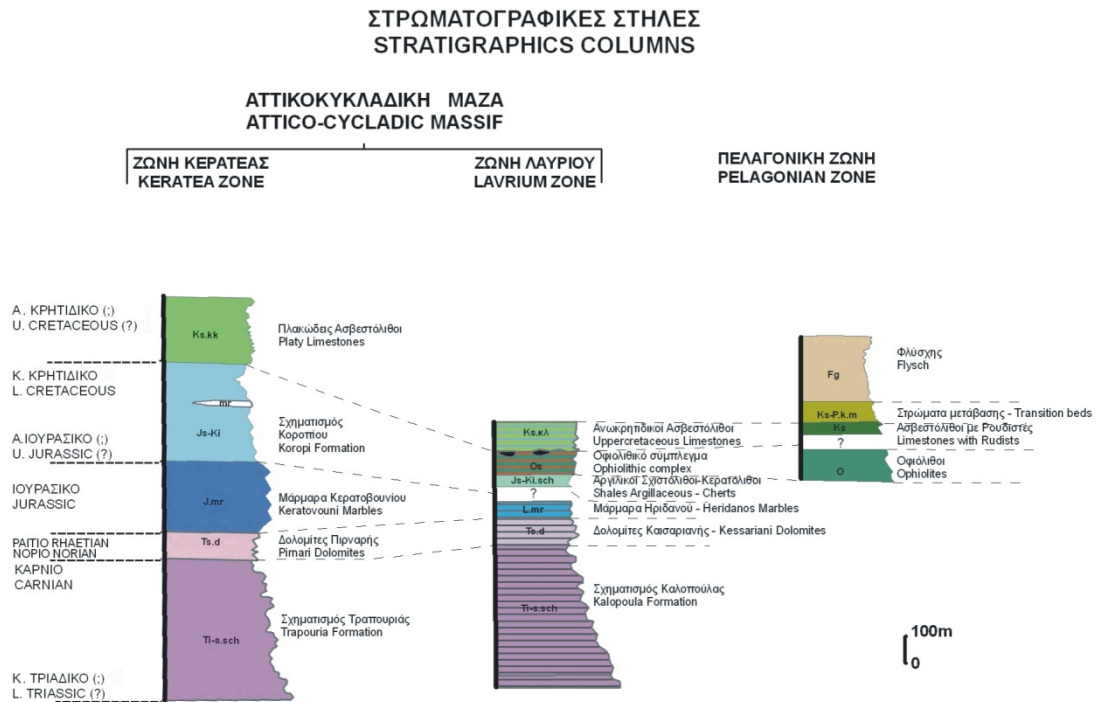 ΣΤΡΩΜΑΤΟΓΡΑΦΙΚΕΣ ΣΤΗΛΕΣ
STRATIGRAPHICS COLUMNS
ΑΤΤΙΚΟΚΥΚΛΑΔΙΚΗ ΜΑΖΑ
ATTICO-CYCLADIC MASSIF
ΖΩΝΗ ΚΕΡΑΤΕΑΣ
KERATEA ZONE
ΖΩΝΗ ΛΑΥΡΙΟΥ
LAVRIUM ZONE
ΠΕΛΑΓΟΝΙΚΗ ΖΩΝΗ
PELAGONIAN ZONE
Α. ΚΡΗΤΙΔΙΚΟ (;)
U. CRETACEOUS (?)
Κ. ΚΡΗΤΙΔΙΚΟ
L. CRETACEOUS
Α.ΙΟΥΡΑΣΙΚΟ (;)
U. JURASSIC (?)
ΙΟΥΡΑΣΙΚΟ
JURASSIC
ΡΑΙΤΙΟ RHAETIAN
ΝΟΡΙΟ NORIAN
ΚΑΡΝΙΟ
CARNIAN
Κ. ΤΡΙΑΔΙΚΟ (;)
L. TRIASSIC (?)
Ks.kk
mr
Js-Ki
J.mr
Ts.d
Ti-s.sch
Πλακώδεις Ασβεστόλιθοι
Platy Limestones
Σχηματισμός
Κορωπίου
Koropi Formation
Μάρμαρα Κερατοβουνίου
Keratovouni Marbles
Δολομίτες Πιρναρής
Pirnari Dolomites
Σχηματισμός Τραπουριάς
Trapouria Formation
Ks.κλ
Os
Js-Ki.sch
?
L.mr
Ts.d
Ti-s.sch
Ανωκρητιδικοί Ασβεστόλιθοι
Uppercretaceous Limestones
Οφιολιθικό σύμπλεγμα
Ophiolithic complex
Αργιλικοί Σχιστόλιθοι-Κερατόλιθοι
Shales Argillaceous - Cherts
Μάρμαρα Ηριδανού - Heridanos Marbles
Δολομίτες Καισαριανής - Kessariani Dolomites
Σχηματισμός Καλοπούλας
Kalopoula Formation
Fg
Ks-P.k.m
Ks
?
O
Φλύσχης
Flysch
Στρώματα μετάβασης - Transition beds
Ασβεστόλιθοι με Ρουδιστές
Limestones with Rudists
Οφιόλιθοι
Ophiolites
100m
0